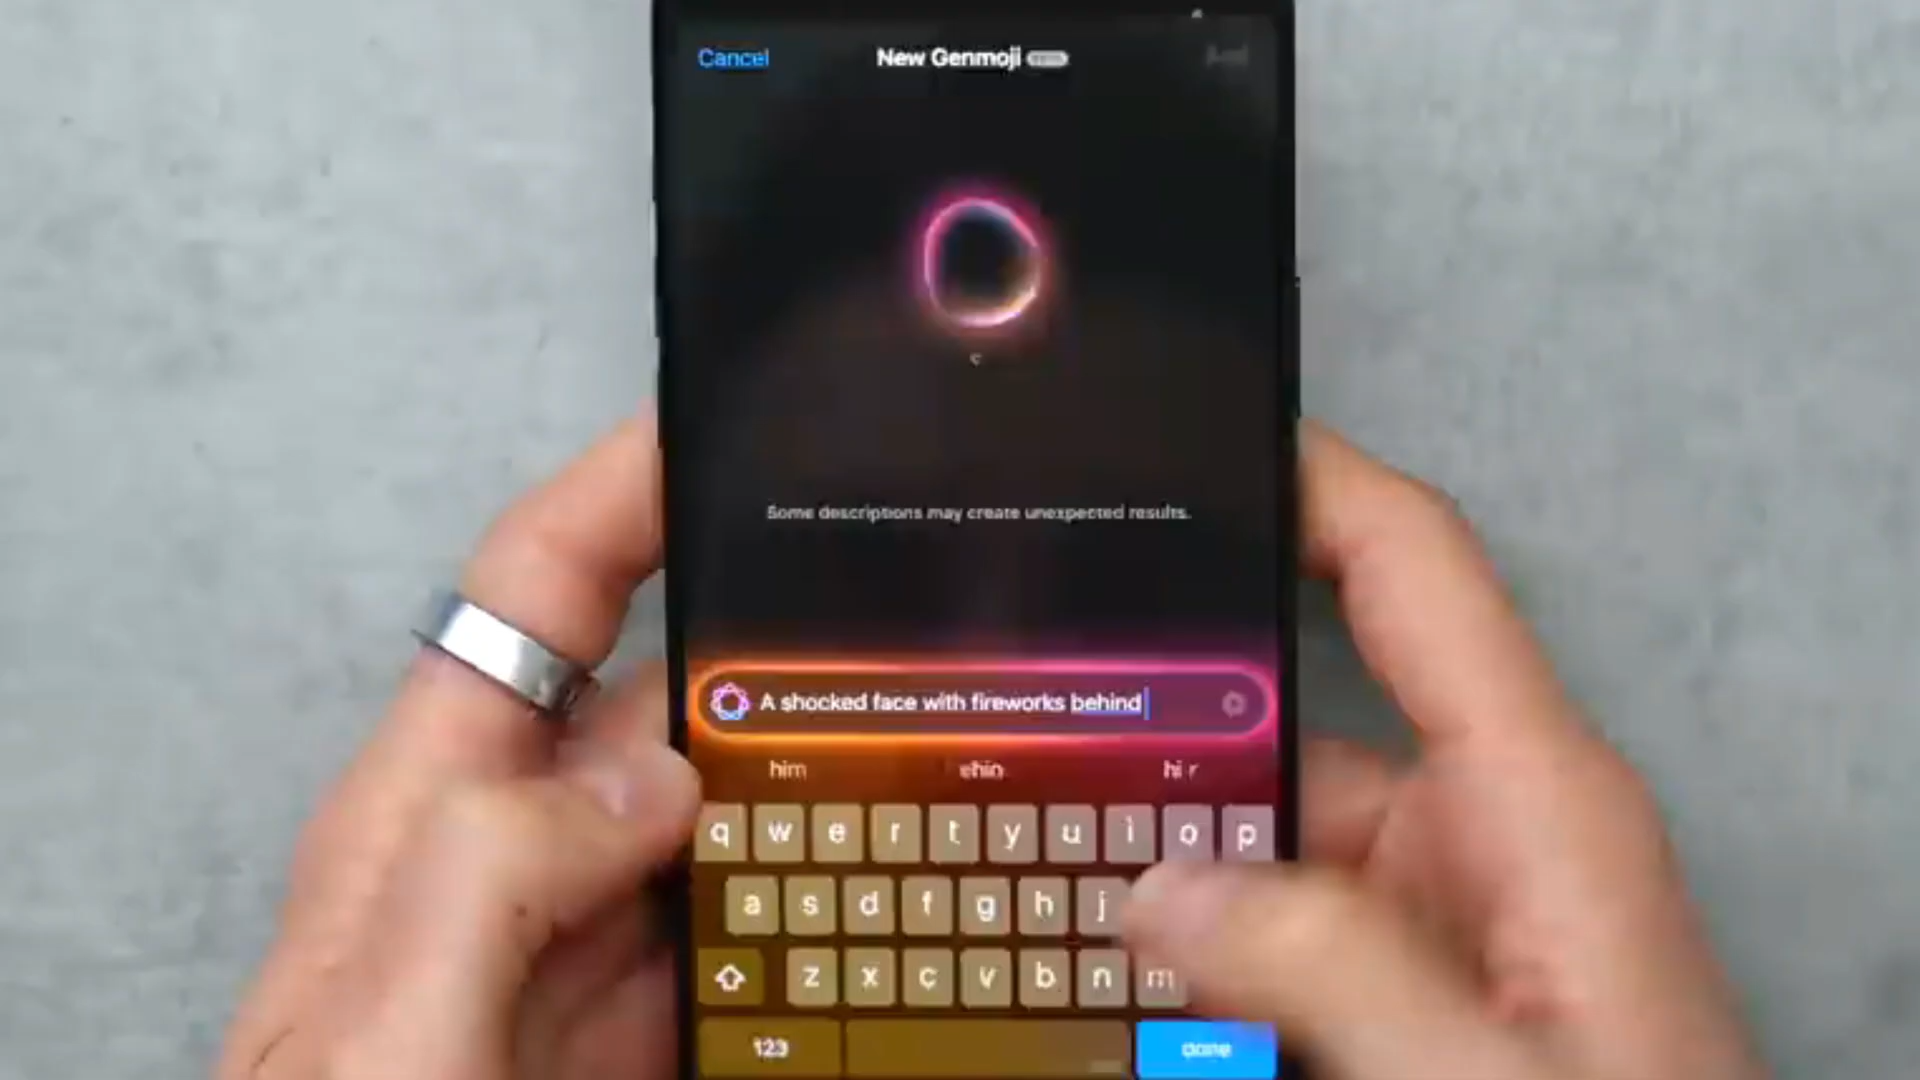 Cancel
New Genmoji
Some descriptions may create unexpected results.
A shocked face with fireworks behind
him
q w e r t y u i o p
a s d f g h j
z x c v b n m
123
done